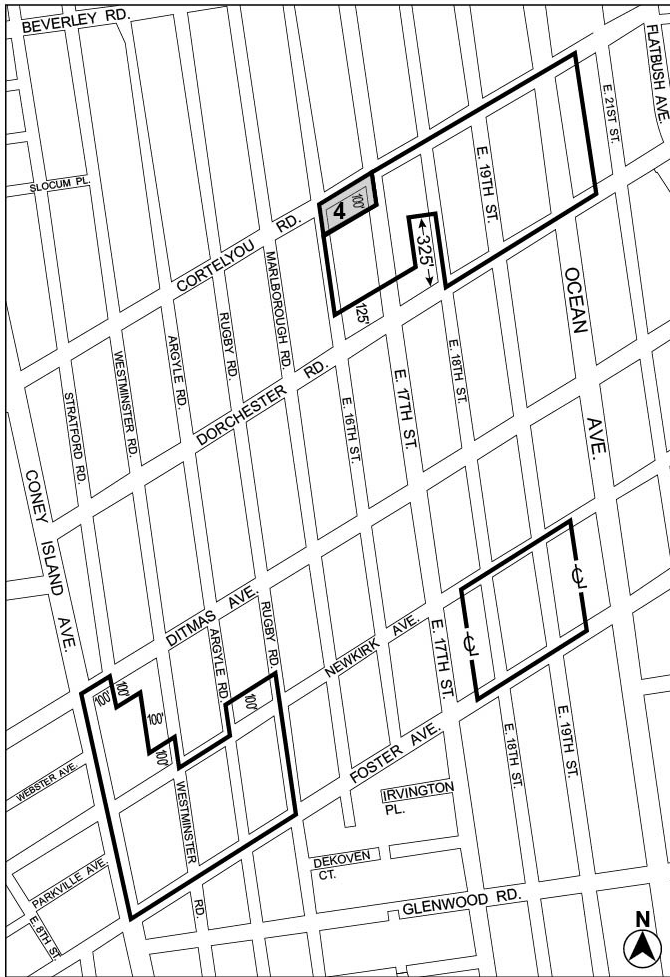 BEVERLEY RD.
FLATBUSH AVE.
E. 21ST ST.
E. 19TH ST.
SLOCUM PL.
100'
4
325'
CORTELYOU RD.
MARLBOROUGH RD.
OCEAN AVE.
125'
RUGBY RD.
ARGYLE RD.
WESTMINSTER RD.
STRATFORD RD.
DORCHESTER RD.
E. 18TH ST.
E. 17TH ST.
E. 16TH ST.
CONEY ISLAND AVE.
DITMAS AVE.
RUGBY RD.
ARGYLE RD.
NEWKIRK AVE.
E. 17TH ST.
CL
CL
100'
100'
100'
100'
100'
E. 18TH ST.
E. 19TH ST.
FOSTER AVE.
WEBSTER AVE.
WESTMINSTER RD.
IRVINGTON
PL.
DEKOVEN
CT.
PARKVILLE AVE.
E. 8TH ST.
GLENWOOD RD.
N